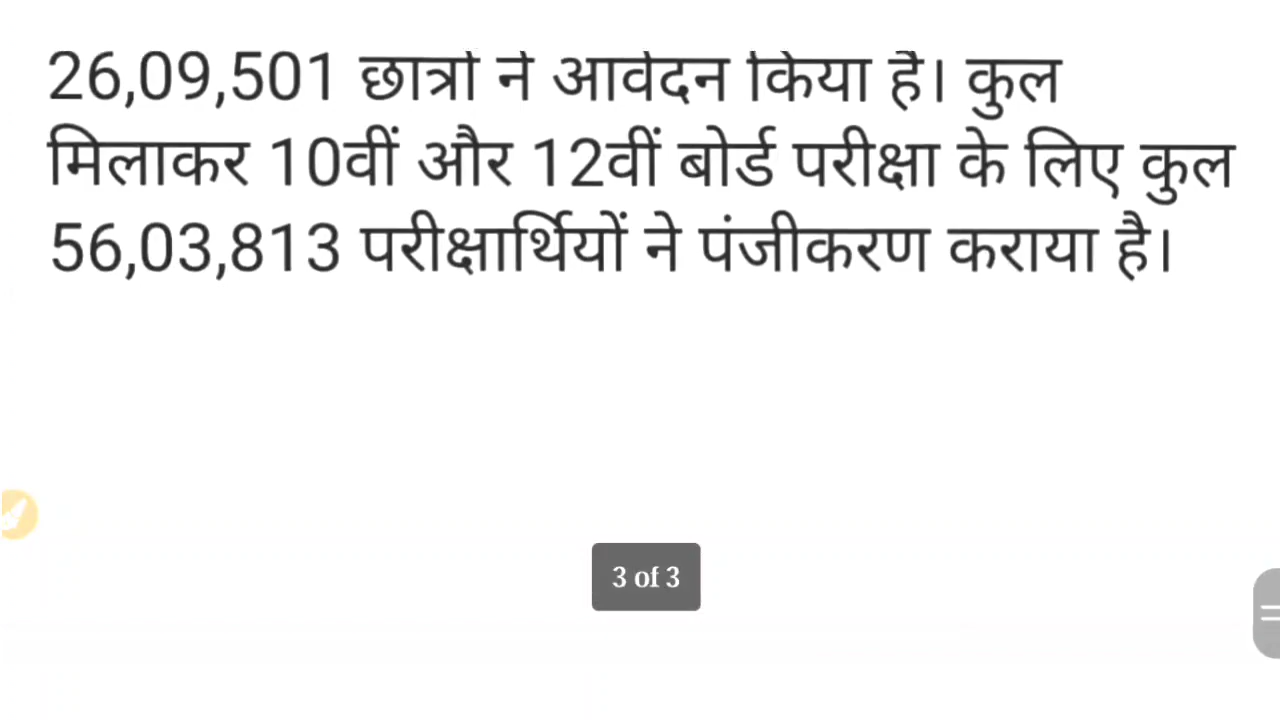 26,09,501 छात्रों ने आवेदन किया है। कुल
मिलाकर 10वीं और 12वीं बोर्ड परीक्षा के लिए कुल
56,03,813 परीक्षार्थियों ने पंजीकरण कराया है।
3 of 3